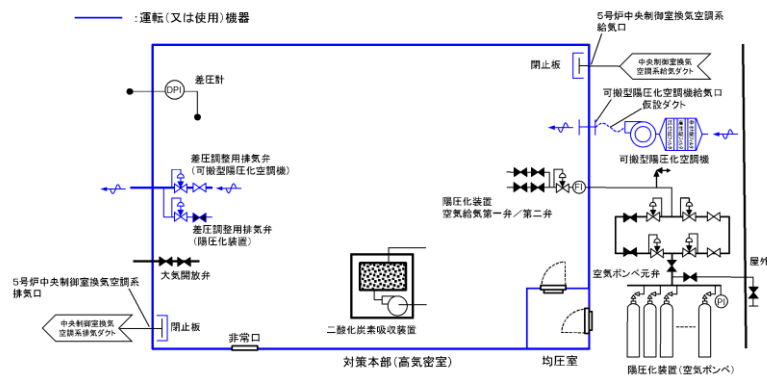 :運転(又は使用)機器
5号炉中央制御室換気空調系
給気口
閉止板
中央制御室換気
空調系給気ダクト
差圧計
DPI
可搬型陽圧化空調機給気口
仮設ダクト
可搬型陽圧化空調機
差圧調整用排気弁
(可搬型陽圧化空調機)
差圧調整用排気弁
(陽圧化装置)
陽圧化装置
空気給気第一弁/第二弁
FI
大気開放弁
屋外
空気ボンベ元弁
PI
5号炉中央制御室換気空調系
排気口
中央制御室換気
空調系排気ダクト
閉止板
二酸化炭素吸収装置
非常口
対策本部(高気密室)
均圧室
陽圧化装置(空気ボンベ)